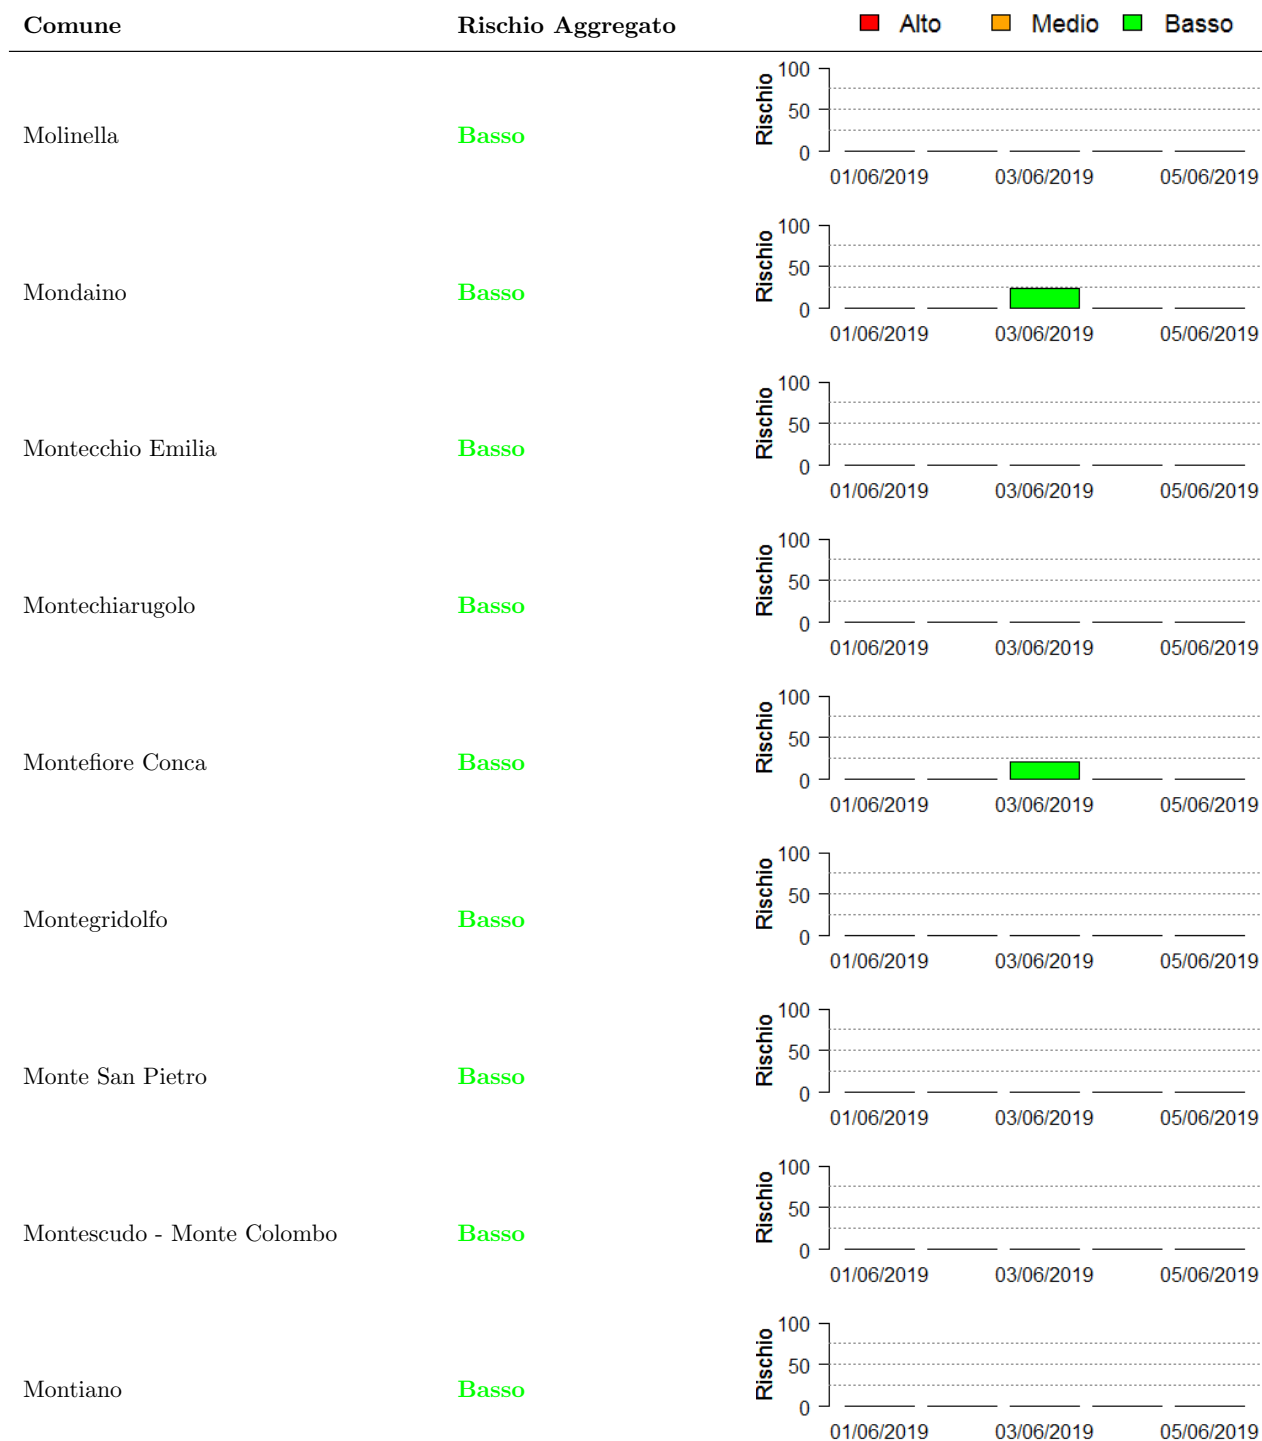 Comune Rischio Aggregato Alto Medio Basso
100
50
0
Rischio
Molinella Basso
01/06/2019 03/06/2019 05/06/2019
100
50
0
Rischio
Mondaino Basso
01/06/2019 03/06/2019 05/06/2019
100
50
0
Rischio
Montecchio Emilia Basso
01/06/2019 03/06/2019 05/06/2019
100
50
0
Rischio
Montechiarugolo Basso
01/06/2019 03/06/2019 05/06/2019
100
50
0
Rischio
Montefiore Conca Basso
01/06/2019 03/06/2019 05/06/2019
100
50
0
Rischio
Montegridolfo Basso
01/06/2019 03/06/2019 05/06/2019
100
50
0
Rischio
Monte San Pietro Basso
01/06/2019 03/06/2019 05/06/2019
100
50
0
Rischio
Montescudo - Monte Colombo Basso
01/06/2019 03/06/2019 05/06/2019
100
50
0
Rischio
Montiano Basso
01/06/2019 03/06/2019 05/06/2019